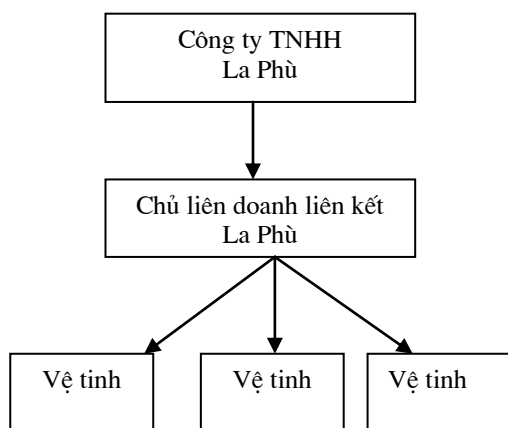 Công ty TNHH
La Phù
Chủ liên doanh liên kết
La Phù
Vệ tinh
Vệ tinh
Vệ tinh